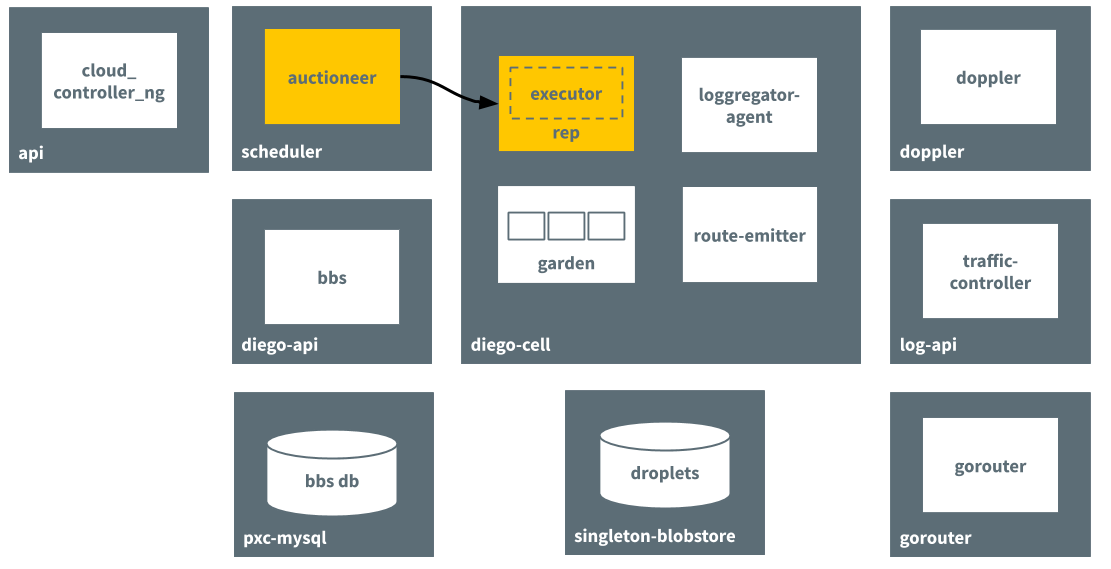 cloud_
controller_ng
api
auctioneer
scheduler
executor
rep
loggregator-
agent
garden
route-emitter
diego-cell
doppler
doppler
bbs
diego-api
traffic-
controller
log-api
bbs db
pxc-mysql
droplets
singleton-blobstore
gorouter
gorouter